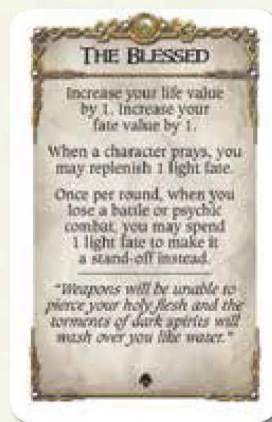 THE BLESSED
Increase your life value
by 1. Increase your
fate value by 1.
When a character prays, you
may replenish 1 light fate.
Once per round, when you
lose a battle or psychic
combat, you may spend
1 light fate to make it
a stand-off instead.
"Weapons will be unable to
pierce your holy flesh and the
torments of dark spirits will
wash over you like water."